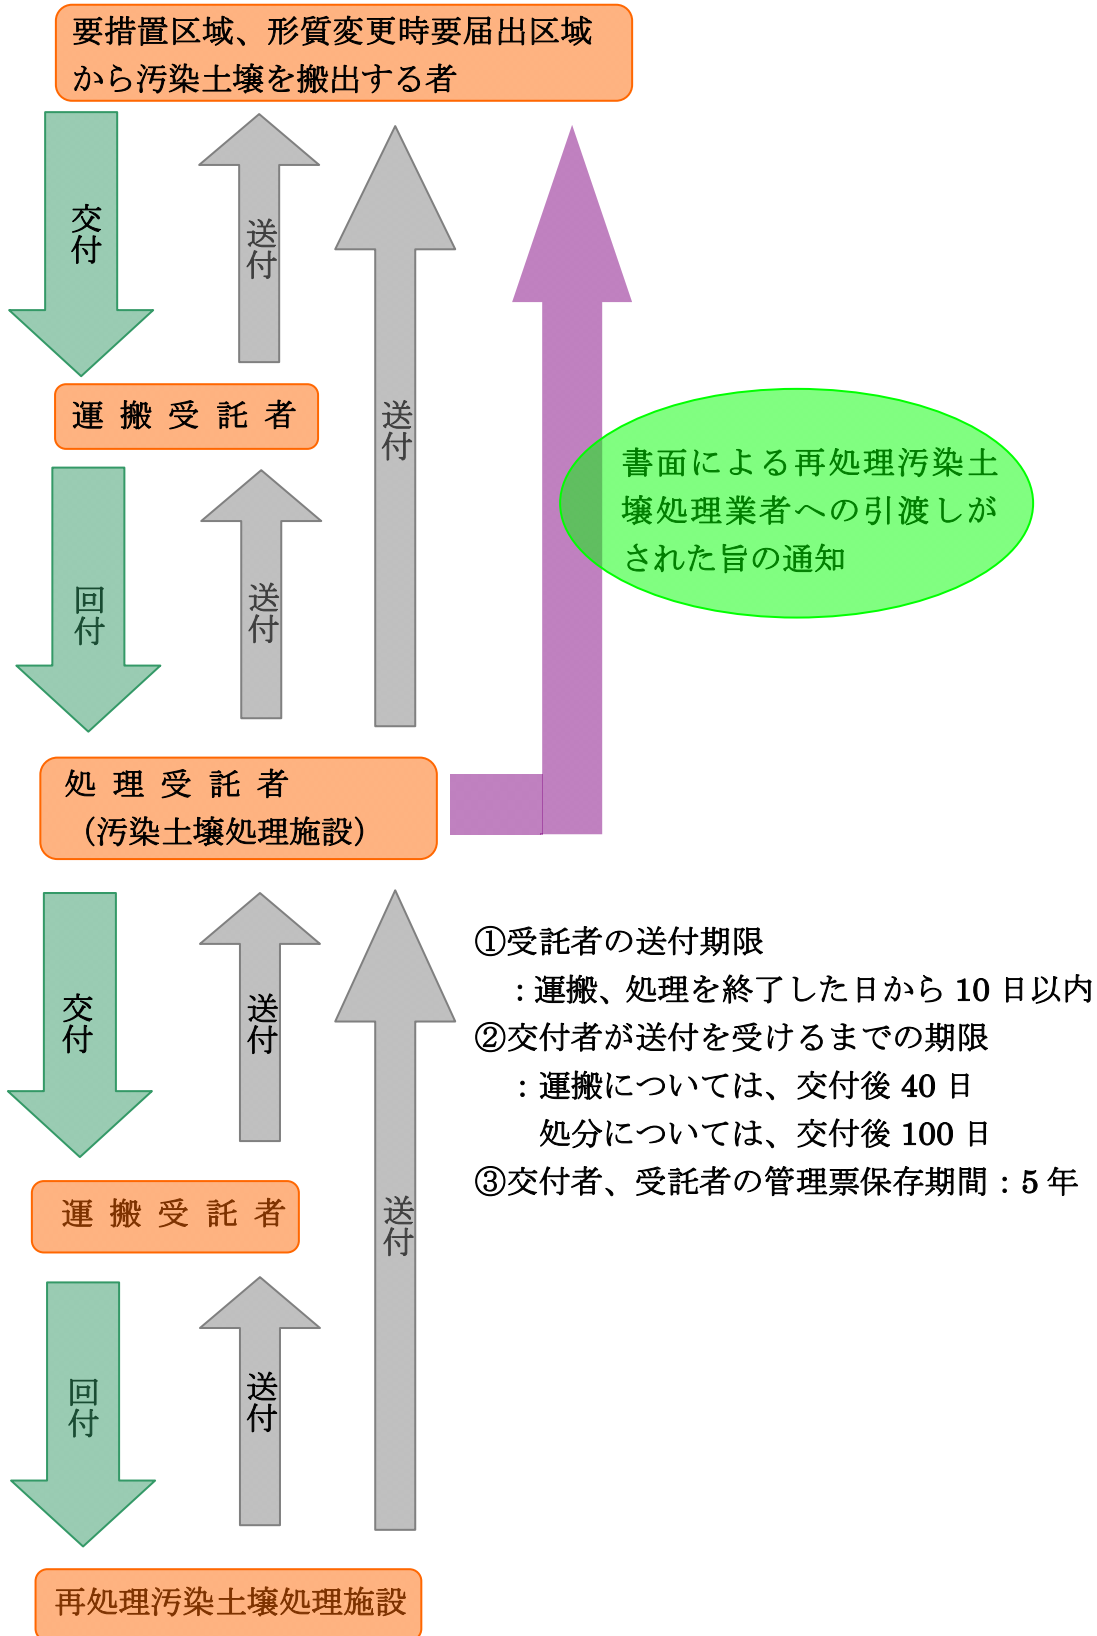 要措置区域、形質変更時要届出区域
から汚染土壌を搬出する者
交付
送付
送付
運搬受託者
書面による再処理汚染土
壌処理業者への引渡しが
された旨の通知
回付
送付
処理受託者
（汚染土壌処理施設）
①受託者の送付期限
：運搬、処理を終了した日から 10 日以内
②交付者が送付を受けるまでの期限
：運搬については、交付後 40 日
処分については、交付後 100 日
③交付者、受託者の管理票保存期間：5 年
交付
送付
送付
運搬受託者
回付
送付
再処理汚染土壌処理施設